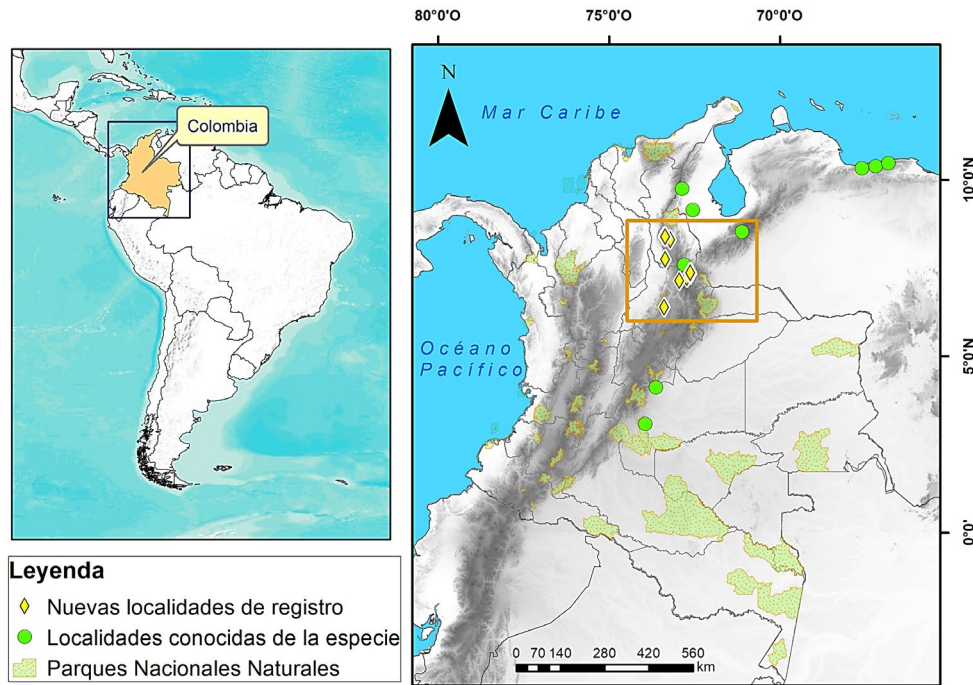 80°0'O 75°0'O 70°0'O
Colombia
N
Mar Caribe
10°0'N
Océano
Pacífico
5°0'N
0°0'
Leyenda
Nuevas localidades de registro
Localidades conocidas de la especie
Parques Nacionales Naturales
0 70 140 280 420 560
km